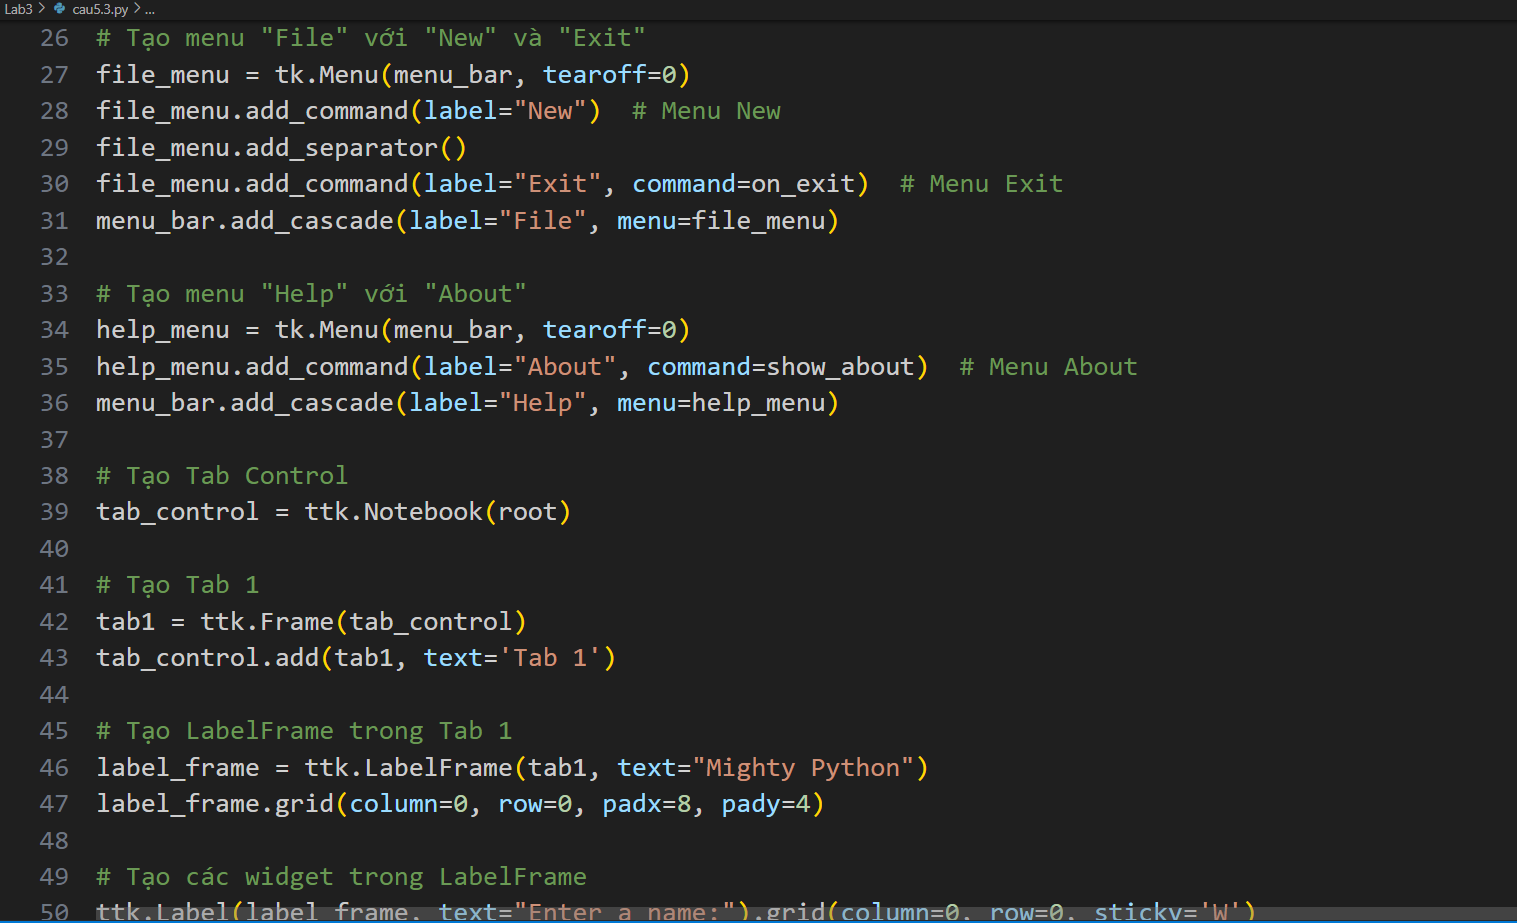 Lab3 > cau5.3.py > ...
26 # Tạo menu "File" với "New" và "Exit"
27 file_menu = tk.Menu(menu_bar, tearoff=0)
28 file_menu.add_command(label="New")  # Menu New
29 file_menu.add_separator()
30 file_menu.add_command(label="Exit", command=on_exit)  # Menu Exit
31 menu_bar.add_cascade(label="File", menu=file_menu)
32
33 # Tạo menu "Help" với "About"
34 help_menu = tk.Menu(menu_bar, tearoff=0)
35 help_menu.add_command(label="About", command=show_about)  # Menu About
36 menu_bar.add_cascade(label="Help", menu=help_menu)
37
38 # Tạo Tab Control
39 tab_control = ttk.Notebook(root)
40
41 # Tạo Tab 1
42 tab1 = ttk.Frame(tab_control)
43 tab_control.add(tab1, text='Tab 1')
44
45 # Tạo LabelFrame trong Tab 1
46 label_frame = ttk.LabelFrame(tab1, text="Mighty Python")
47 label_frame.grid(column=0, row=0, padx=8, pady=4)
48
49 # Tạo các widget trong LabelFrame
50 ttk.Label(label_frame, text="Enter a name:").grid(column=0, row=0, sticky='W')